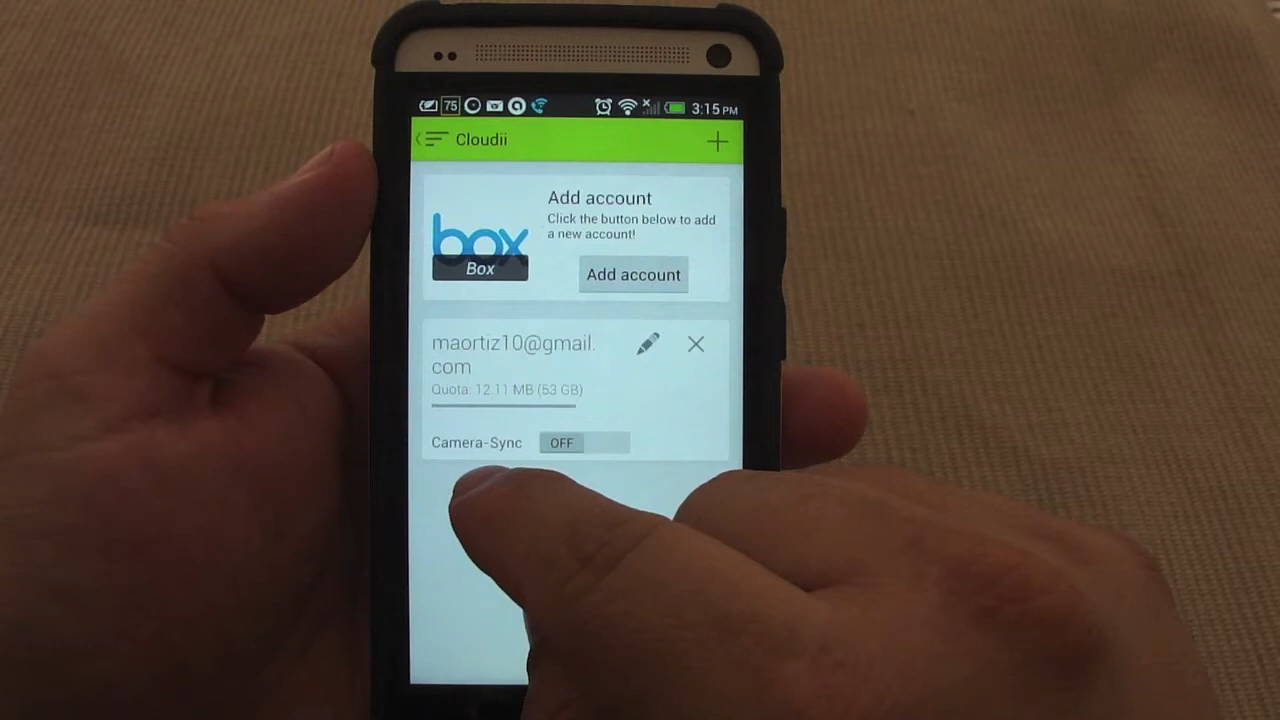 75 3:15 PM
Cloudii
Add account
Click the button below to add
a new account!
box
Box
Add account
maortiz10@gmail.
com
Quota: 12.11 MB (53 GB)
Camera-Sync OFF